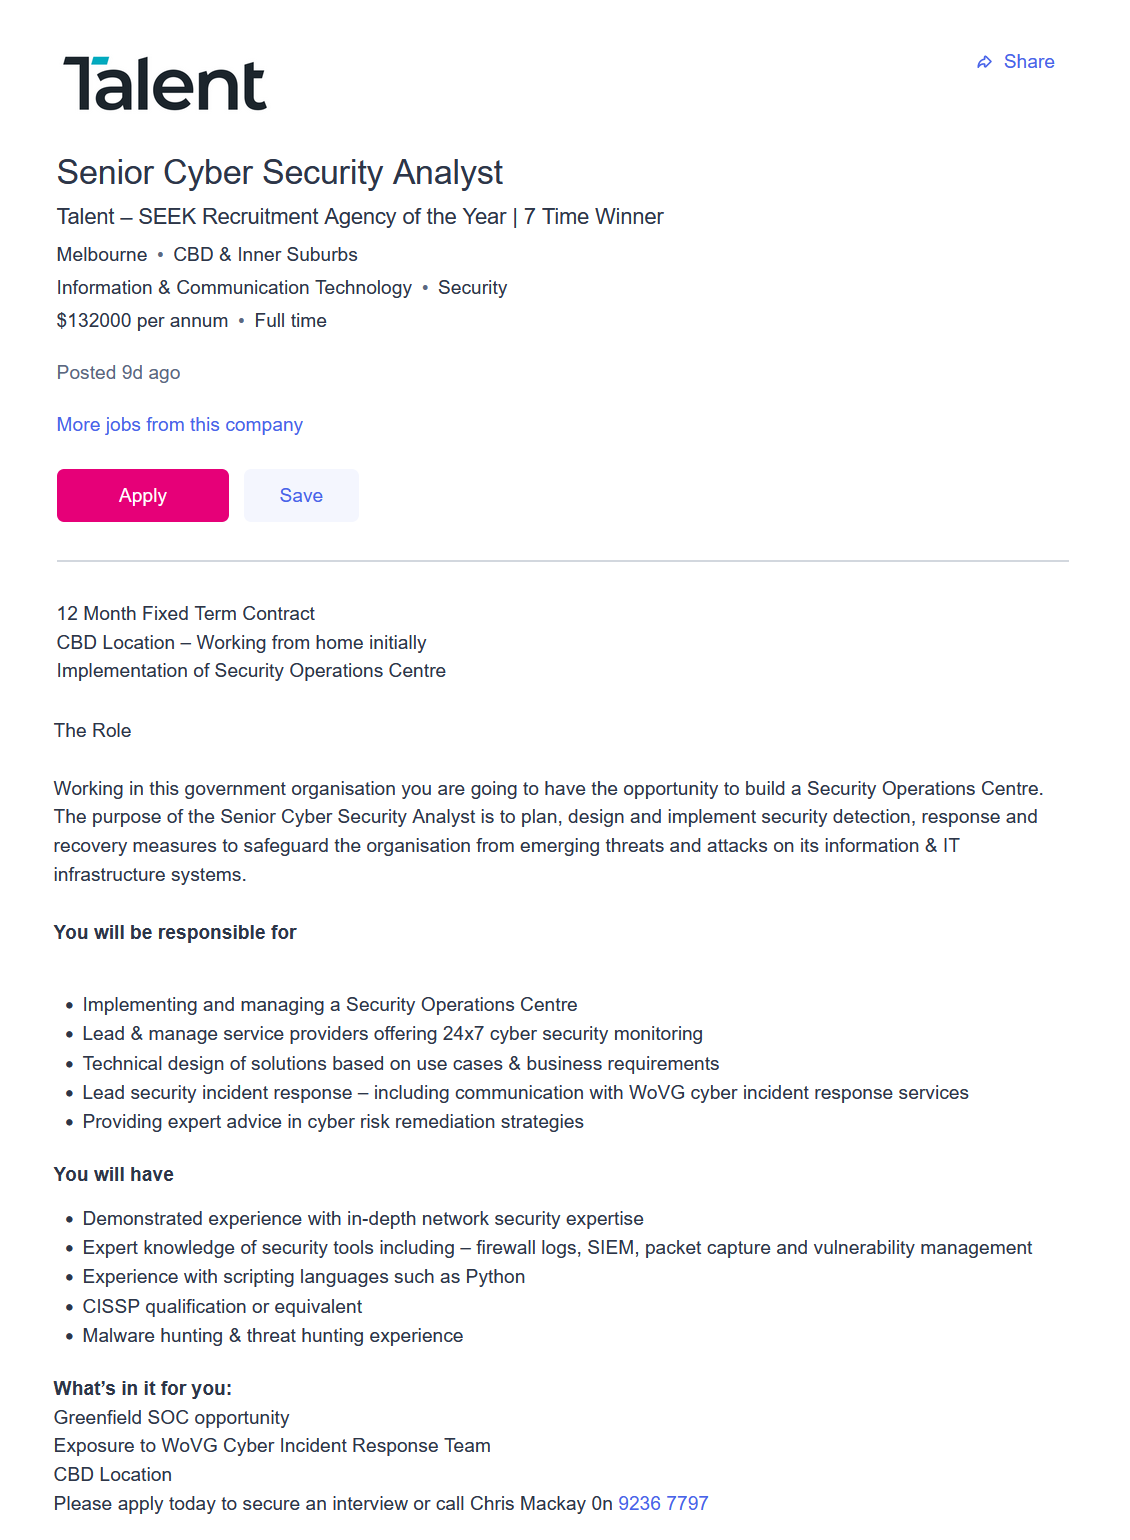 Talent
Share
Senior Cyber Security Analyst
Talent – SEEK Recruitment Agency of the Year | 7 Time Winner
Melbourne • CBD & Inner Suburbs
Information & Communication Technology • Security
$132000 per annum • Full time
Posted 9d ago
More jobs from this company
Apply Save
12 Month Fixed Term Contract
CBD Location – Working from home initially
Implementation of Security Operations Centre
The Role
Working in this government organisation you are going to have the opportunity to build a Security Operations Centre.
The purpose of the Senior Cyber Security Analyst is to plan, design and implement security detection, response and
recovery measures to safeguard the organisation from emerging threats and attacks on its information & IT
infrastructure systems.
You will be responsible for
• Implementing and managing a Security Operations Centre
• Lead & manage service providers offering 24x7 cyber security monitoring
• Technical design of solutions based on use cases & business requirements
• Lead security incident response – including communication with WoVG cyber incident response services
• Providing expert advice in cyber risk remediation strategies
You will have
• Demonstrated experience with in-depth network security expertise
• Expert knowledge of security tools including – firewall logs, SIEM, packet capture and vulnerability management
• Experience with scripting languages such as Python
• CISSP qualification or equivalent
• Malware hunting & threat hunting experience
What’s in it for you:
Greenfield SOC opportunity
Exposure to WoVG Cyber Incident Response Team
CBD Location
Please apply today to secure an interview or call Chris Mackay 0n 9236 7797